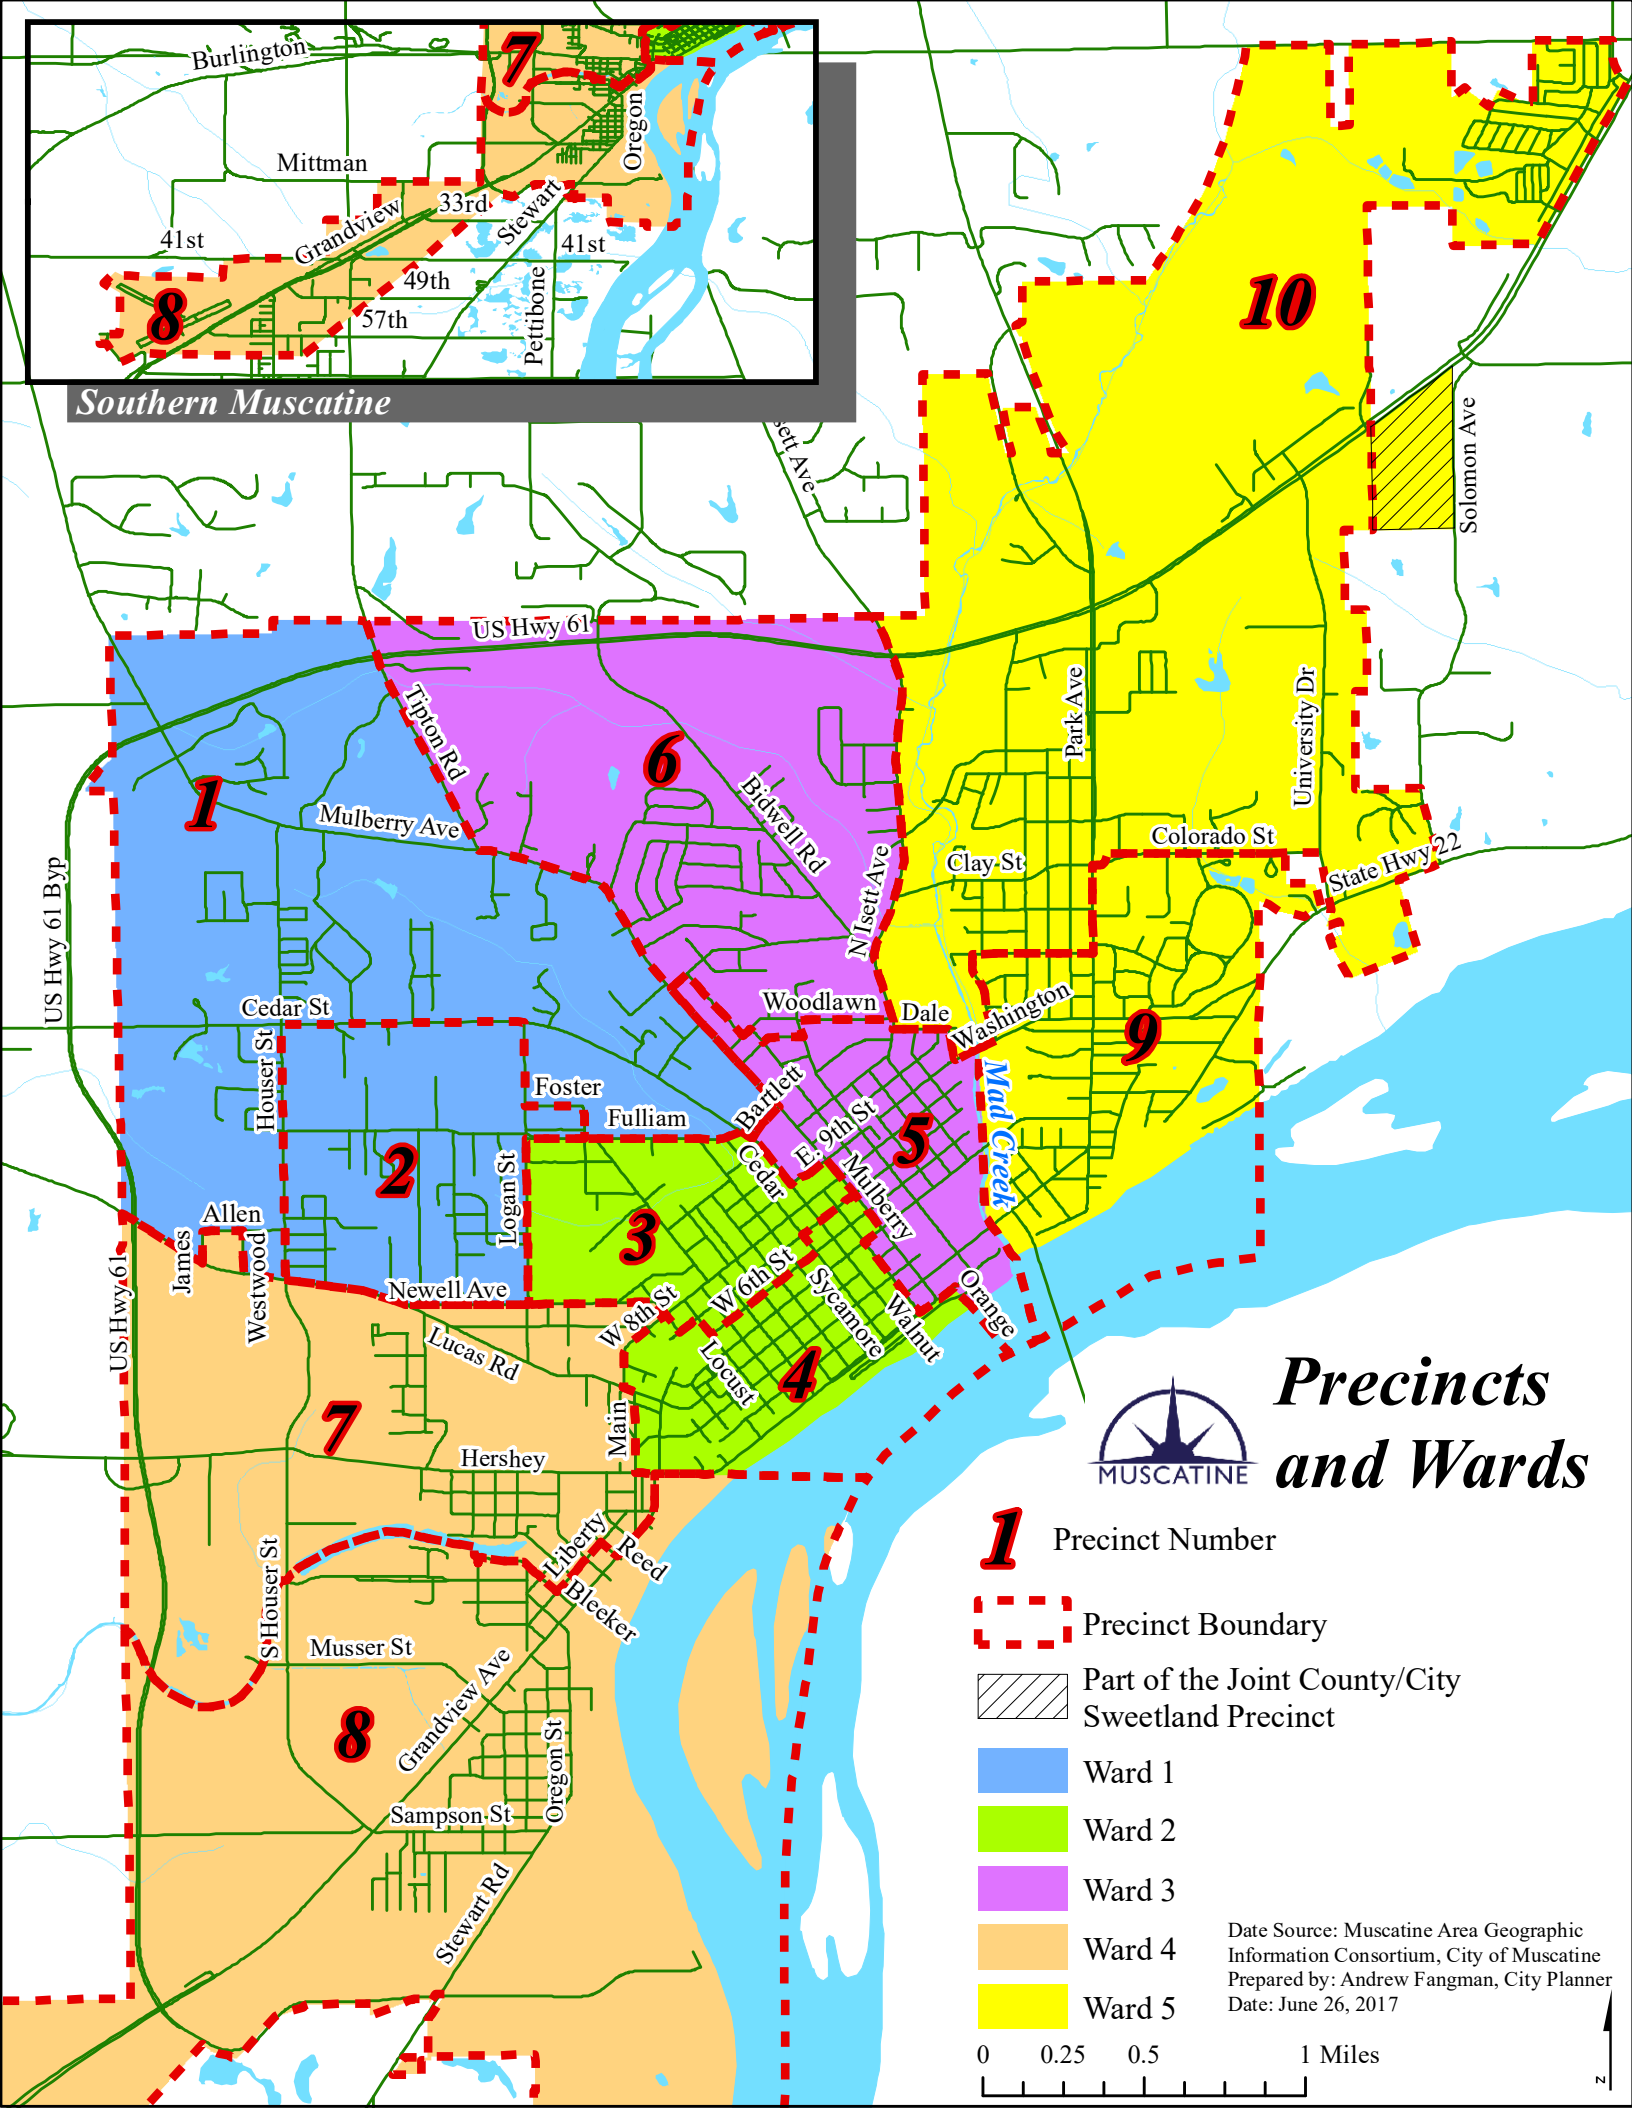 Burlington
7
Oregon
Mittman
33rd
Stewart
Grandview
41st
41st
49th
8
57th
Pettibone
Southern Muscatine
10
sett Ave
Solomon Ave
US Hwy 61
Tipton Rd
Park Ave
University Dr
6
1
Mulberry Ave
Bidwell Rd
Colorado St
Clay St
State Hwy 22
N Isett Ave
US Hwy 61 Byp
Cedar St
Woodlawn
Dale
Washington
Houser St
9
Foster
Bartlett
Mad Creek
Fulliam
E. 9th St
5
2
Cedar
Mulberry
Logan St
Allen
3
James
Westwood
W 6th St
Newell Ave
Sycamore
Orange
US Hwy 61
W 8th St
Walnut
Lucas Rd
Locust
4
7
Main
Hershey
Liberty
Reed
S Houser St
Bleeker
Musser St
Grandview Ave
8
Oregon St
Sampson St
Stewart Rd
Precincts
and Wards
MUSCATINE
1 Precinct Number
Precinct Boundary
Part of the Joint County/City
Sweetland Precinct
Ward 1
Ward 2
Ward 3
Ward 4
Ward 5
Date Source: Muscatine Area Geographic
Information Consortium, City of Muscatine
Prepared by: Andrew Fangman, City Planner
Date: June 26, 2017
0 0.25 0.5 1 Miles
N